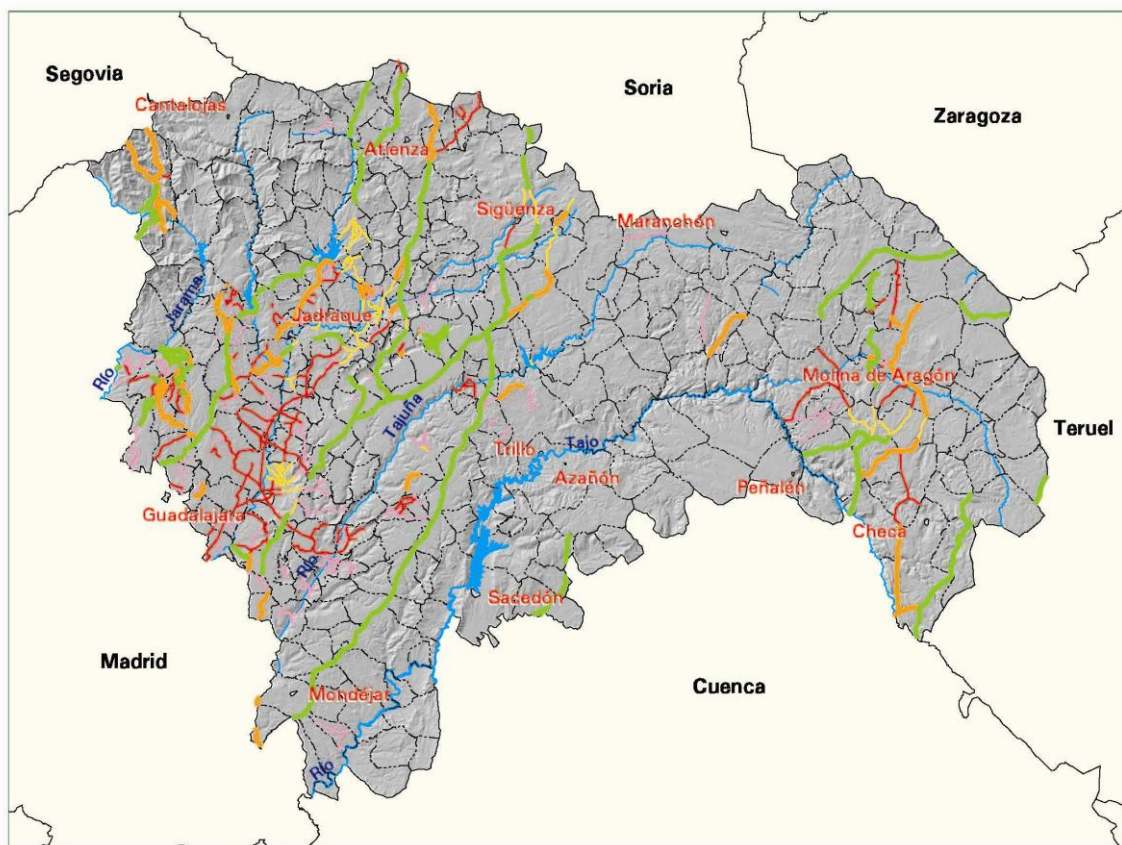 Segovia
Soria
Zaragoza
Cantalojas
Atienza
Sigüenza
Maranchón
Jarama
Jadraque
Río
Molina de Aragón
Tajuña
Teruel
Trillo
Tajo
Azañón
Peñalén
Guadalajara
Checa
Río
Sacedón
Madrid
Cuenca
Mondéjar
Río